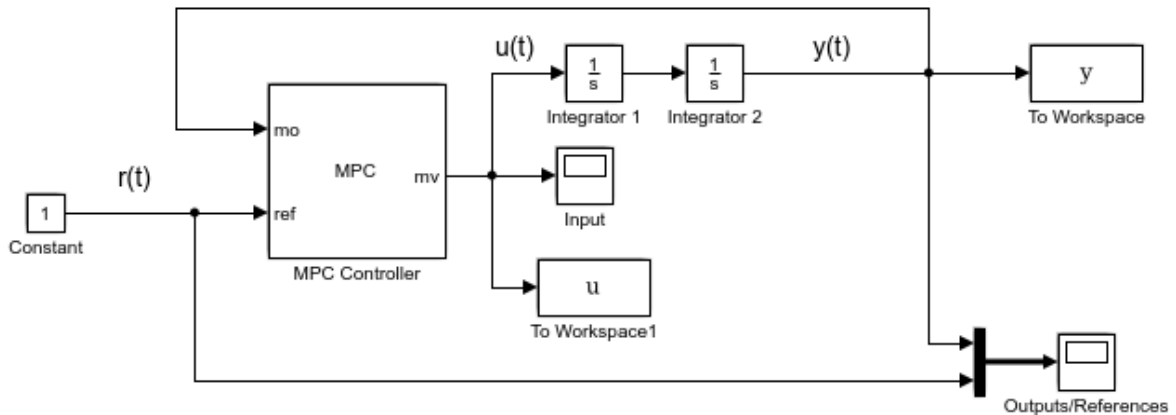 u(t)
y(t)
1
s
1
s
y
Integrator 1
Integrator 2
To Workspace
mo
MPC
mv
r(t)
1
ref
Constant
Input
MPC Controller
u
To Workspace1
Outputs/References